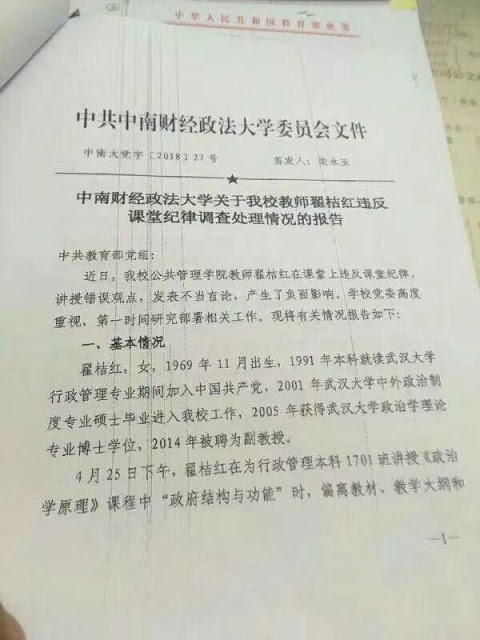 中华人民共和国教育部
中共中南财经政法大学委员会文件
中南大党字〔2018〕27号 签发人：栾永玉
中南财经政法大学关于我校教师翟桔红违反
课堂纪律调查处理情况的报告
中共教育部党组：
近日，我校公共管理学院教师翟桔红在课堂上违反课堂纪律，
讲授错误观点，发表不当言论，产生了负面影响。学校党委高度
重视，第一时间研究部署相关工作。现将有关情况报告如下：
一、基本情况
翟桔红，女，1969年11月出生，1991年本科就读武汉大学
行政管理专业期间加入中国共产党，2001年武汉大学中外政治制
度专业硕士毕业进入我校工作，2005年获得武汉大学政治学理论
专业博士学位，2014年被聘为副教授。
4月25日下午，翟桔红在为行政管理本科1701班讲授《政治
学原理》课程中“政府结构与功能”时，偏离教材、教学大纲和
—1—